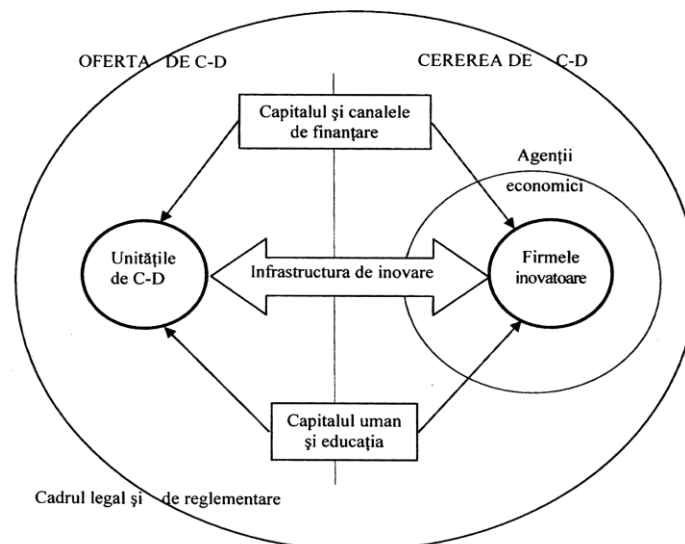 OFERTA DE C-D
CEREREA DE C-D
Capitalul şi canalele
de finanţare
Agenţii
economici
Unităţile
de C-D
Infrastructura de inovare
Firmele
inovatoare
Capitalul uman
şi educaţia
Cadrul legal şi de reglementare